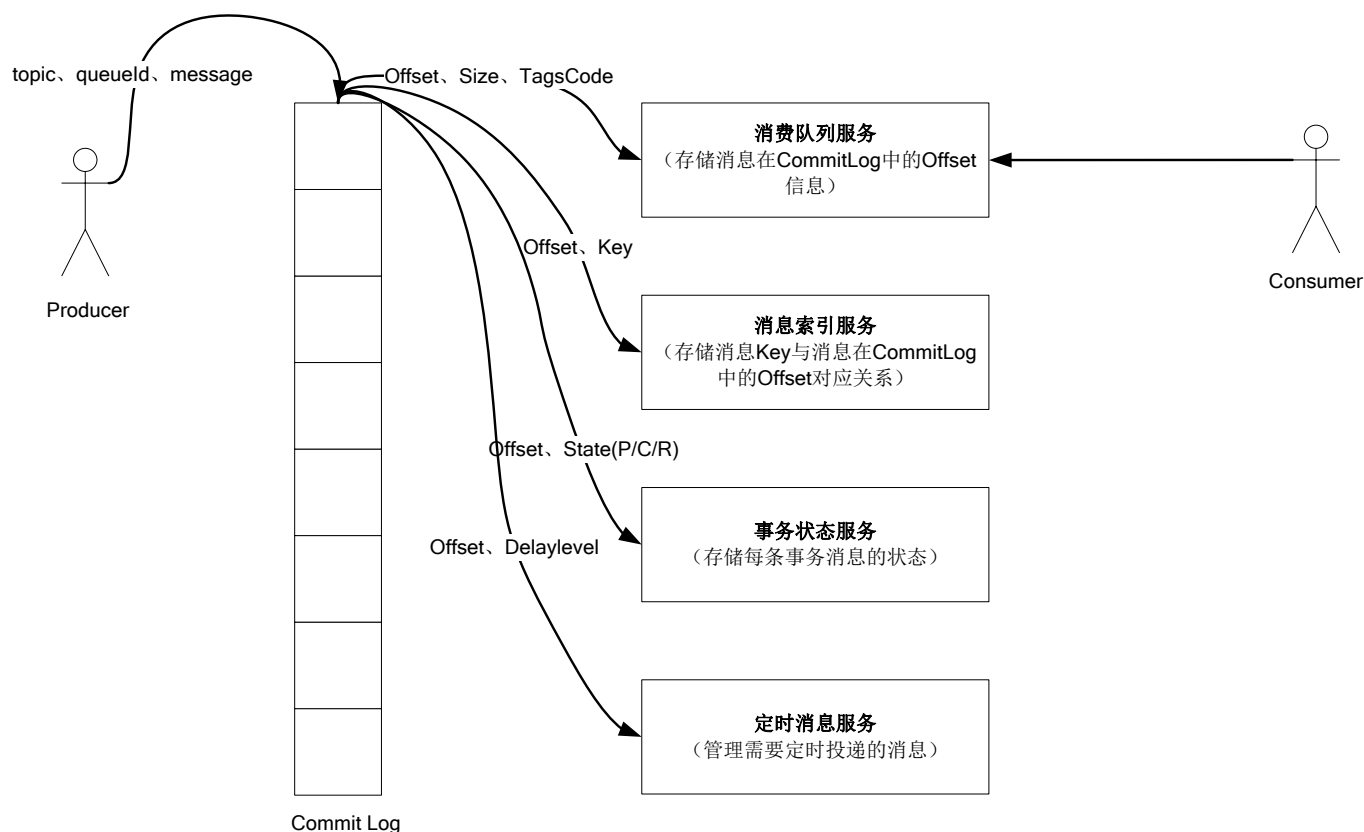 topic、queueId、message
Offset、Size、TagsCode
消费队列服务
（存储消息在CommitLog中的Offset
信息）
Producer
Consumer
Offset、Key
消息索引服务
（存储消息Key与消息在CommitLog
中的Offset对应关系）
Offset、State(P/C/R)
事务状态服务
（存储每条事务消息的状态）
Offset、Delaylevel
定时消息服务
（管理需要定时投递的消息）
Commit Log